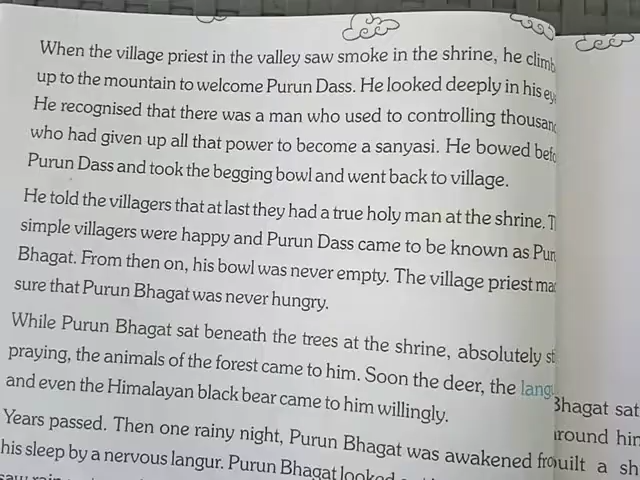 When the village priest in the valley saw smoke in the shrine, he climb
up to the mountain to welcome Purun Dass. He looked deeply in his
He recognised that there was a man who used to controlling
who had given up all that power to become a sanyasi. He bowed
Purun Dass and took the begging bowl and went back to village.
He told the villagers that at last they had a true holy man at the shrine.
simple villagers were happy and Purun Dass came to be known as
Bhagat. From then on, his bowl was never empty. The village priest
sure that Purun Bhagat was never hungry.
While Purun Bhagat sat beneath the trees at the shrine, absolutely
praying, the animals of the forest came to him. Soon the deer, the
and even the Himalayan black bear came to him willingly.
Years passed. Then one rainy night, Purun Bhagat was awakened
his sleep by a nervous langur. Purun Bhagat looked
Bhagat sat
a sh